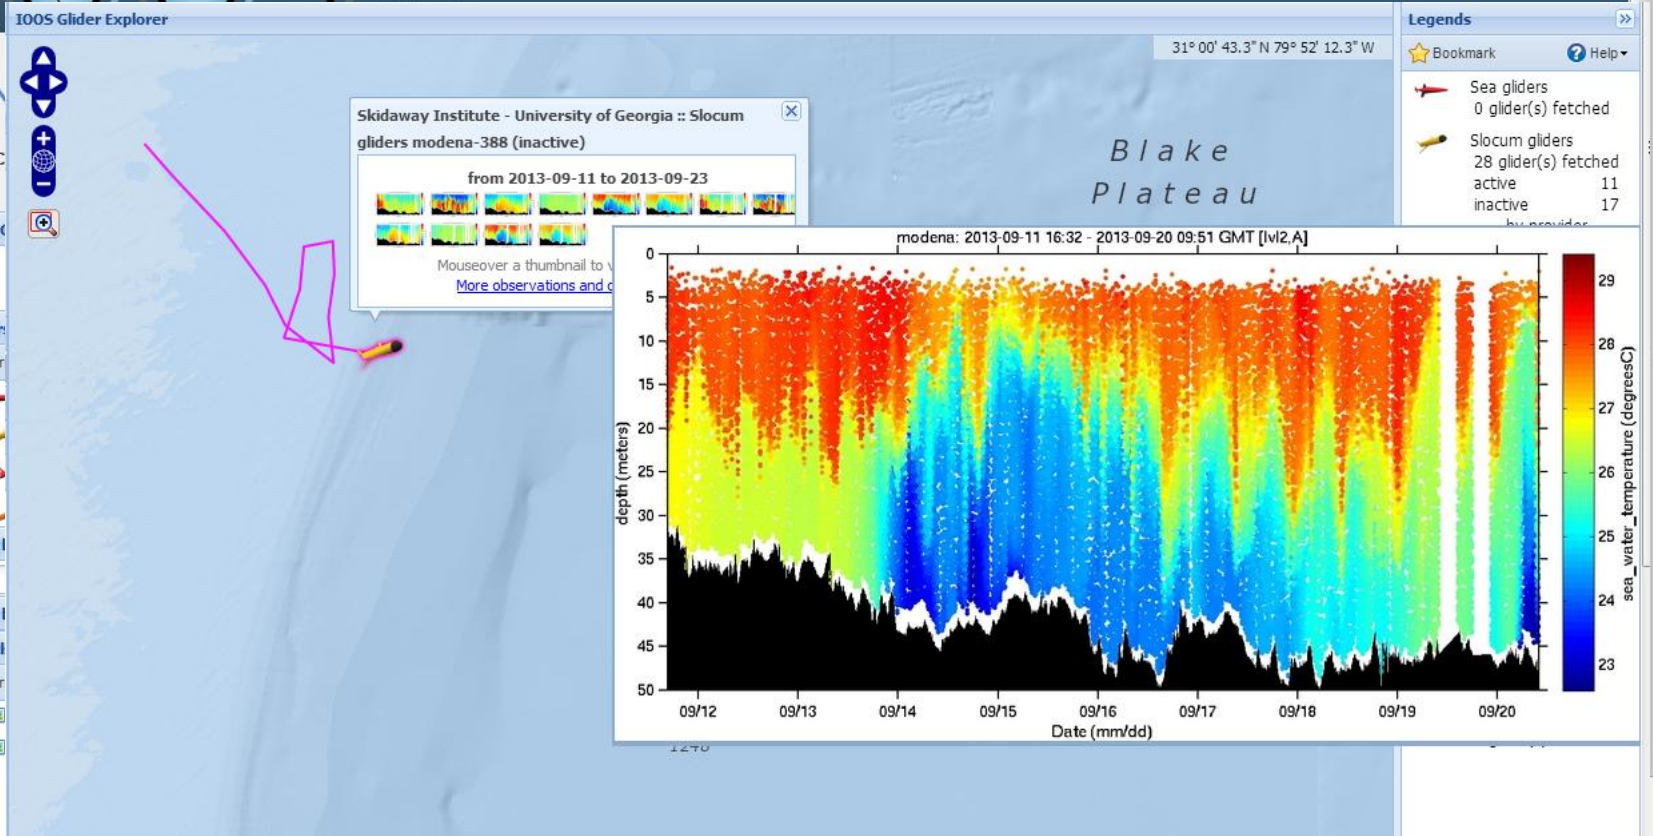 IOOS Glider Explorer
Legends
31° 00' 43.3" N 79° 52' 12.3" W
Bookmark
Help
Sea gliders
0 glider(s) fetched
Slocum gliders
28 glider(s) fetched
active 11
inactive 17
by provider
Skidaway Institute - University of Georgia :: Slocum
gliders modena-388 (inactive)
from 2013-09-11 to 2013-09-23
Mouseover a thumbnail to
More observations and
Blake
Plateau
modena: 2013-09-11 16:32 - 2013-09-20 09:51 GMT [lvl2,A]
0
5
10
15
20
25
30
35
40
45
50
depth (meters)
09/12 09/13 09/14 09/15 09/16 09/17 09/18 09/19 09/20
Date (mm/dd)
29
28
27
26
25
24
23
sea_water_temperature (degreesC)